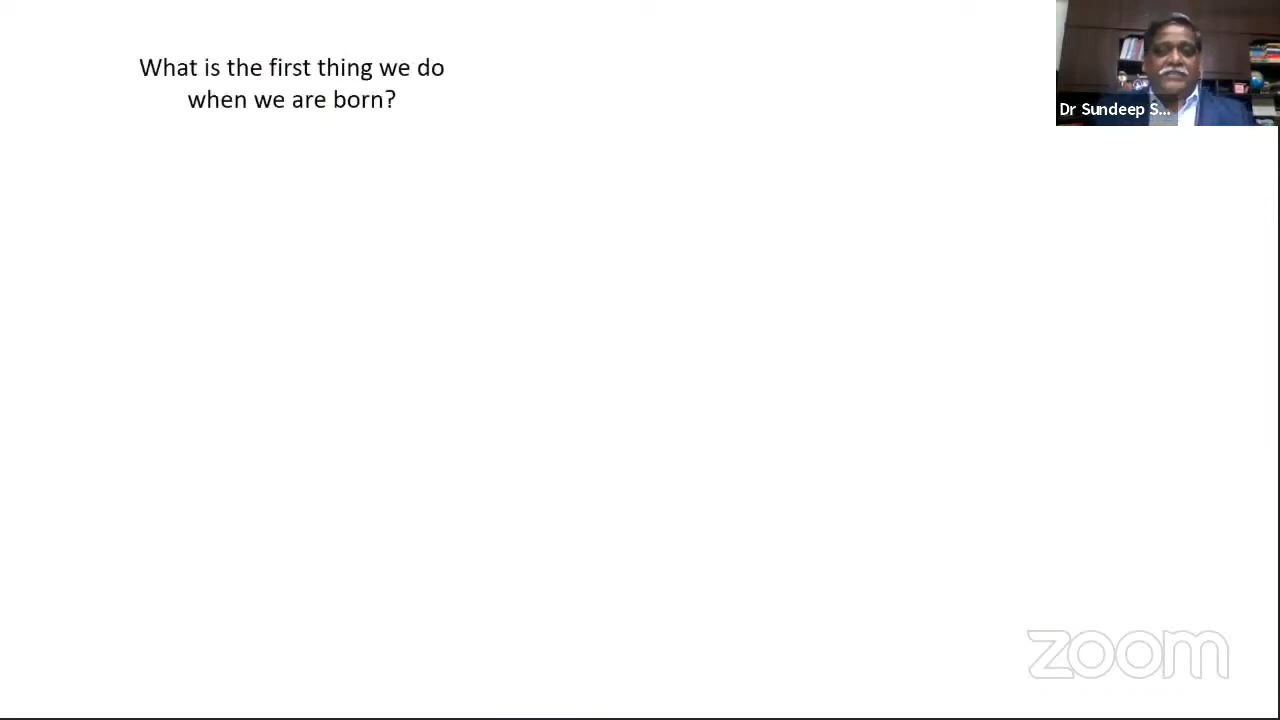 What is the first thing we do
when we are born?
Dr Sundeep S...
zoom